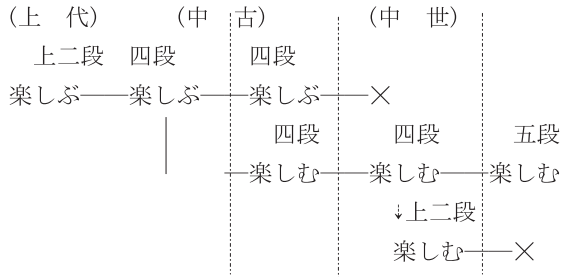 （上　代）　（中　古）　（中　世）
上二段　四段　四段
楽しぶ――楽しぶ――楽しぶ――×
四段　四段　五段
楽しむ――楽しむ――楽しむ
⇣上二段
楽しむ――×